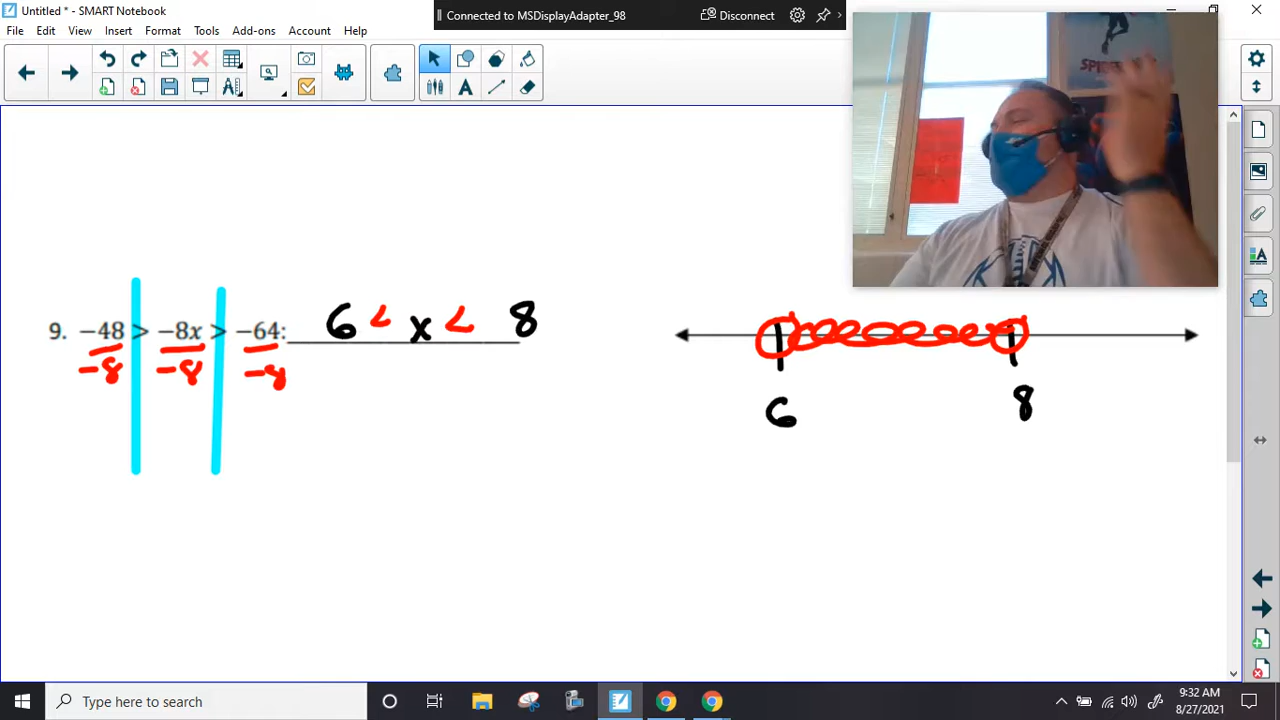 Untitled * - SMART Notebook
Connected to MSDisplayAdapter_98
Disconnect
File Edit View Insert Format Tools Add-ons Account Help
SPIDER
9. −48 > −8x > −64: 6 < x < 8
−8 −8 −8
6 8
Type here to search
9:32 AM
8/27/2021